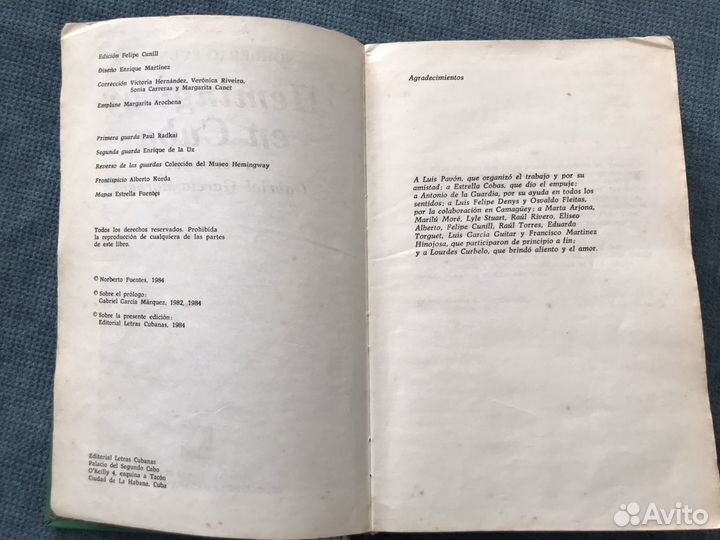 Edición Felipe Cunill
Diseño Enrique Martínez
Corrección Victoria Hernández, Verónica Riveiro,
Sonia Carreras y Margarita Canet
Emplane Margarita Arochena
Primera guarda Paul Radkai
Segunda guarda Enrique de la Uz
Reverso de las guardas Colección del Museo Hemingway
Frontispicio Alberto Korda
Mapas Estrella Fuentes
Todos los derechos reservados. Prohibida
la reproducción de cualquiera de las partes
de este libro.
© Norberto Fuentes, 1984
© Sobre el prólogo:
Gabriel García Márquez, 1982, 1984
© Sobre la presente edición:
Editorial Letras Cubanas, 1984
Editorial Letras Cubanas
Palacio del Segundo Cabo
O'Reilly 4, esquina a Tacón
Ciudad de La Habana, Cuba
Agradecimientos
A Luis Pavón, que organizó el trabajo y por su
amistad; a Estrella Cobas, que dio el empuje;
a Antonio de la Guardia, por su ayuda en todos los
sentidos; a Luis Felipe Denys y Osvaldo Fleitas,
por la colaboración en Camagüey; a Marta Arjona,
Marilú Moré, Lyle Stuart, Raúl Rivero, Eliseo
Alberto, Felipe Cunill, Raúl Torres, Eduardo
Torguet, Luis García Guitar y Francisco Martínez
Hinojosa, que participaron de principio a fin;
y a Lourdes Curbelo, que brindó aliento y el amor.
Avito